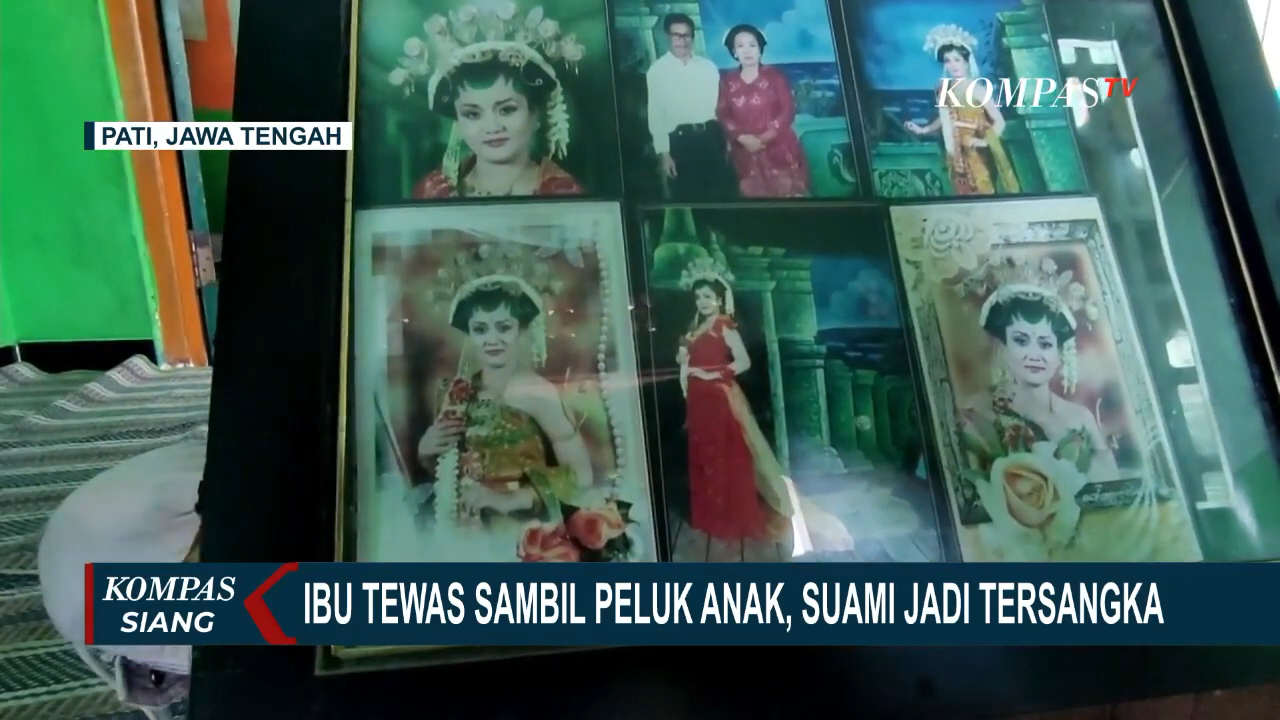 KOMPASTV
PATI, JAWA TENGAH
KOMPAS
SIANG
IBU TEWAS SAMBIL PELUK ANAK, SUAMI JADI TERSANGKA